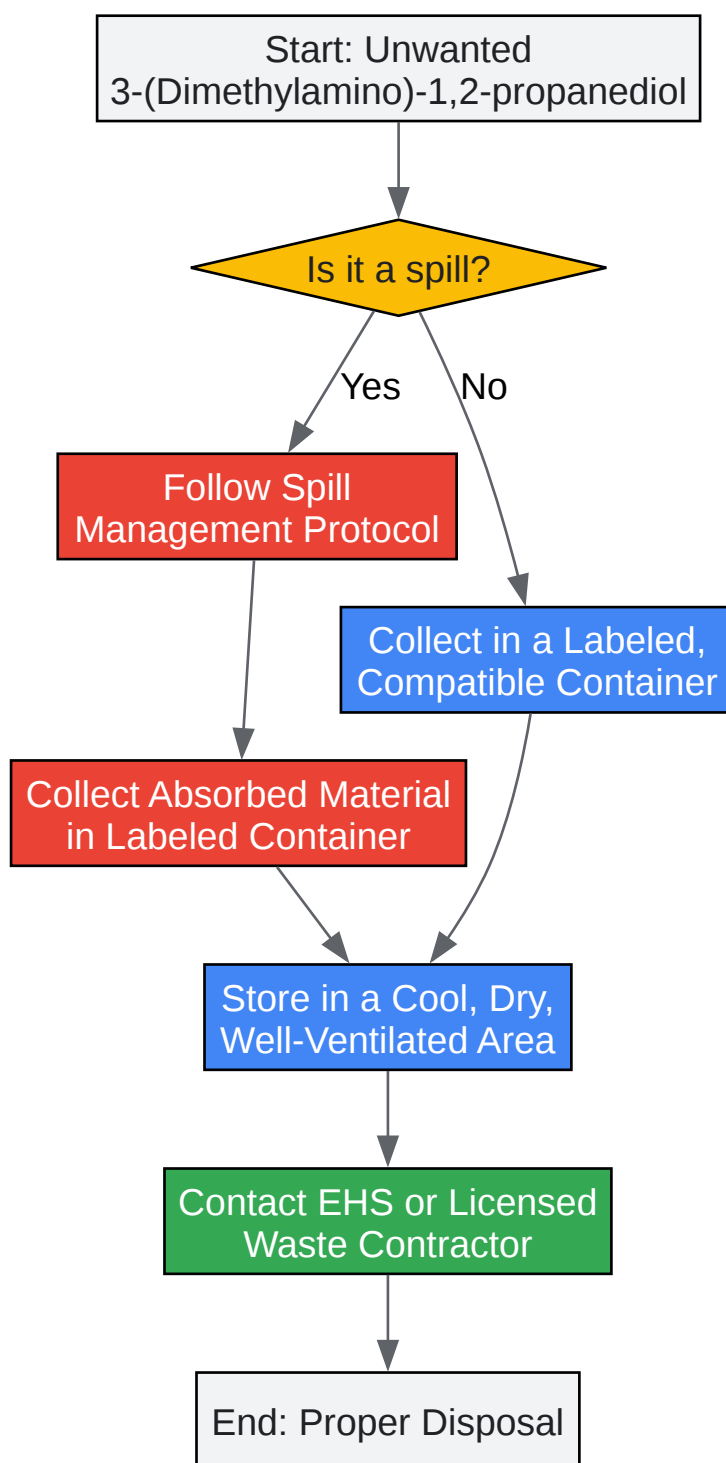 Start: Unwanted
3-(Dimethylamino)-1,2-propanediol
Is it a spill?
Yes
No
Follow Spill
Management Protocol
Collect in a Labeled,
Compatible Container
Collect Absorbed Material
in Labeled Container
Store in a Cool, Dry,
Well-Ventilated Area
Contact EHS or Licensed
Waste Contractor
End: Proper Disposal